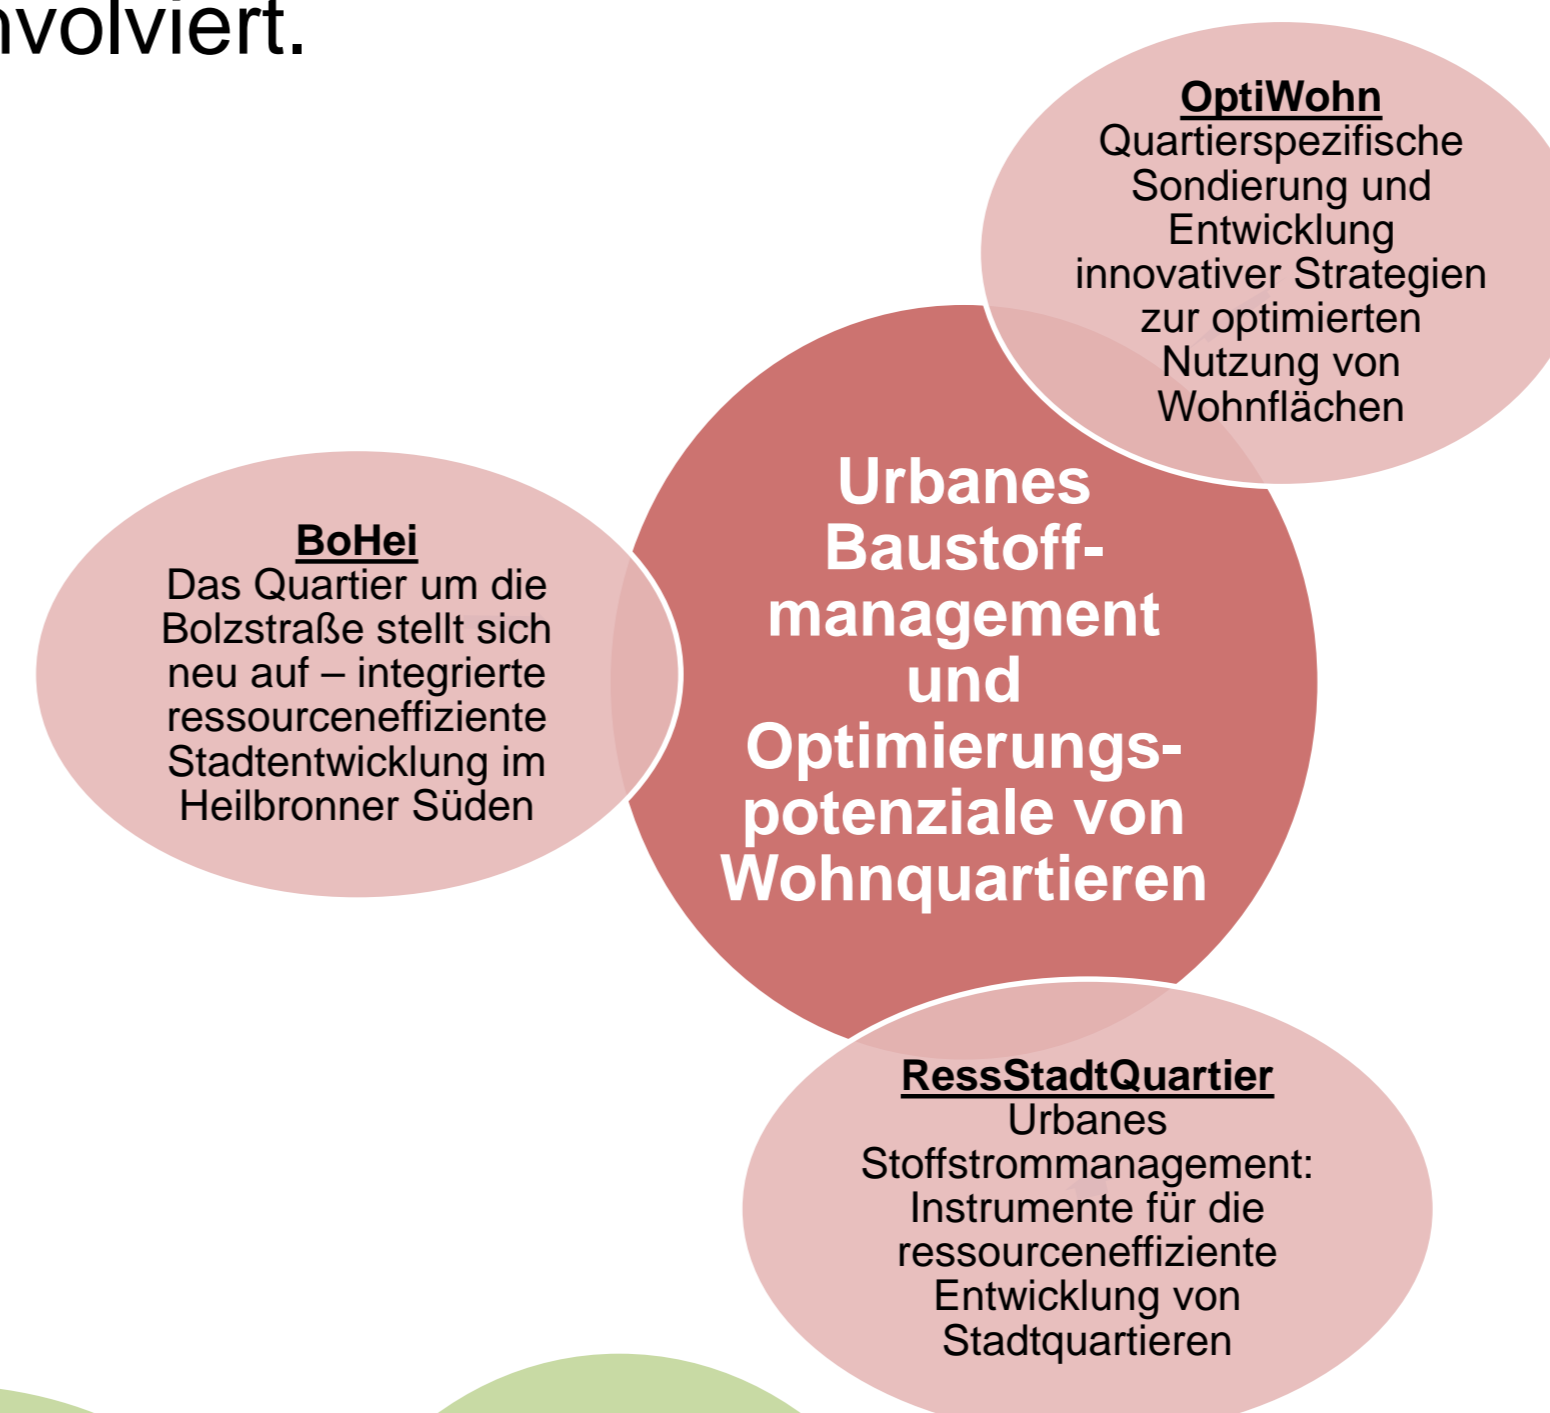 nvolviert.
OptiWohn
Quartierspezifische
Sondierung und
Entwicklung
innovativer Strategien
zur optimierten
Nutzung von
Wohnflächen
Urbanes
Baustoff-
management
und
Optimierungs-
potenziale von
Wohnquartieren
BoHei
Das Quartier um die
Bolzstraße stellt sich
neu auf – integrierte
ressourceneffiziente
Stadtentwicklung im
Heilbronner Süden
RessStadtQuartier
Urbanes
Stoffstrommanagement:
Instrumente für die
ressourceneffiziente
Entwicklung von
Stadtquartieren